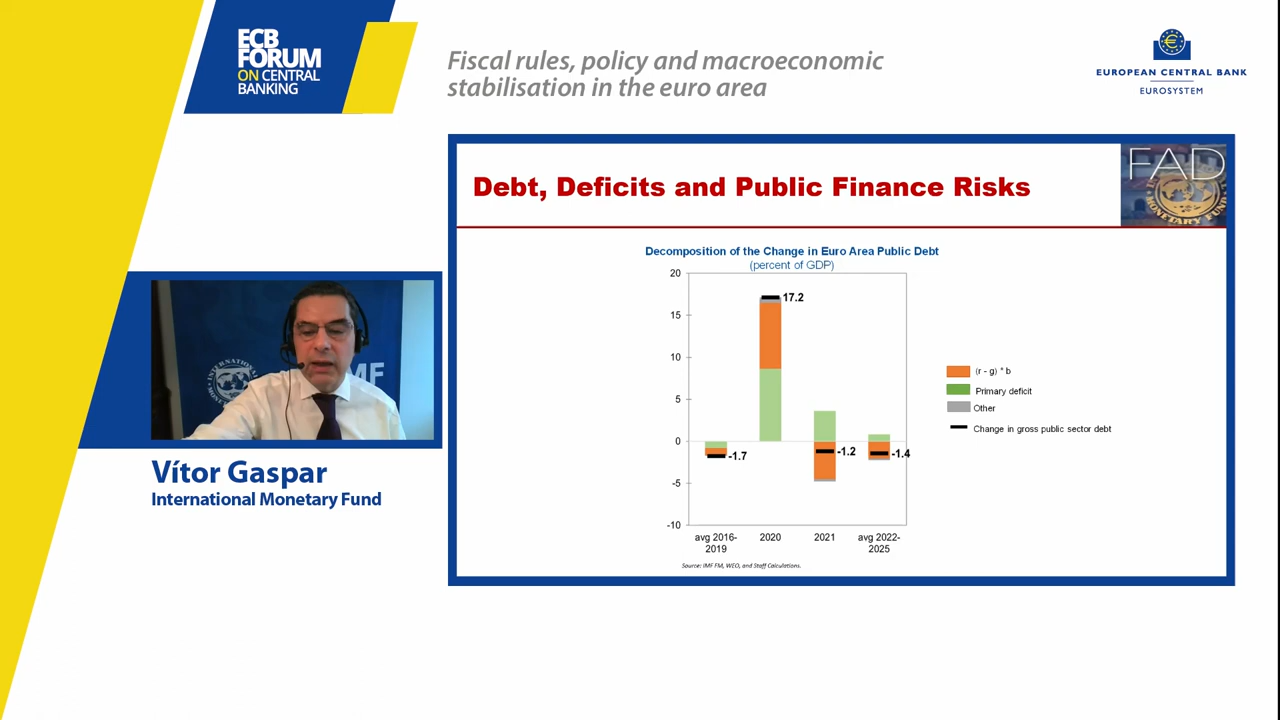 ECB
FORUM
ON CENTRAL
BANKING
Fiscal rules, policy and macroeconomic
stabilisation in the euro area
EUROPEAN CENTRAL BANK
EUROSYSTEM
Debt, Deficits and Public Finance Risks
FAD
MONETARY FUND
Decomposition of the Change in Euro Area Public Debt
(percent of GDP)
20
15
10
5
0
-5
-10
17.2
-1.7
-1.2
-1.4
avg 2016-
2019
2020
2021
avg 2022-
2025
(r - g) * b
Primary deficit
Other
Change in gross public sector debt
Source: IMF FM, WEO, and Staff Calculations.
INTERNATIONAL
IMF
Vítor Gaspar
International Monetary Fund